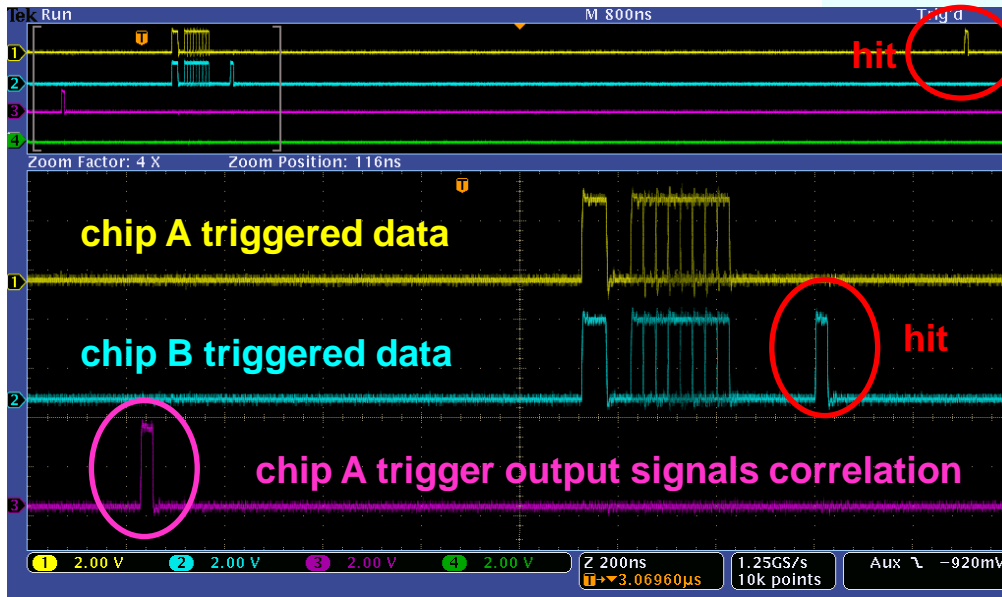 Tek Run M 800ns Trig'd
T
1
hit
2
3
4
Zoom Factor: 4 X Zoom Position: 116ns
T
chip A triggered data
1
hit
chip B triggered data
2
chip A trigger output signals correlation
3
1 2.00 V 2 2.00 V 3 2.00 V 4 2.00 V
Z 200ns 1.25GS/s Aux ꔪ −920mV
T→▼3.06960µs 10k points